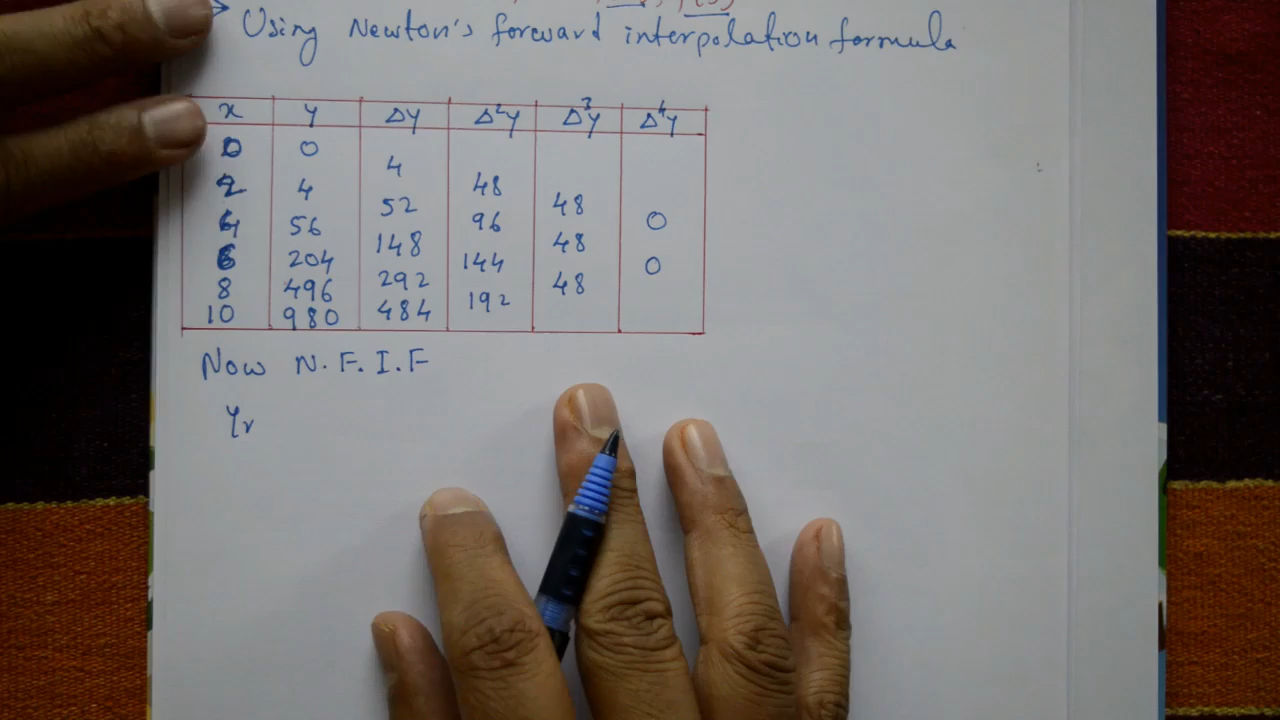 → Using Newton's forward interpolation formula
x y Δy Δ²y Δ³y Δ⁴y
0 0
4
2 4 48
52 48
4 56 96 0
148 48
6 204 144 0
292 48
8 496 192
484
10 980
Now N.F.I.F
Yr